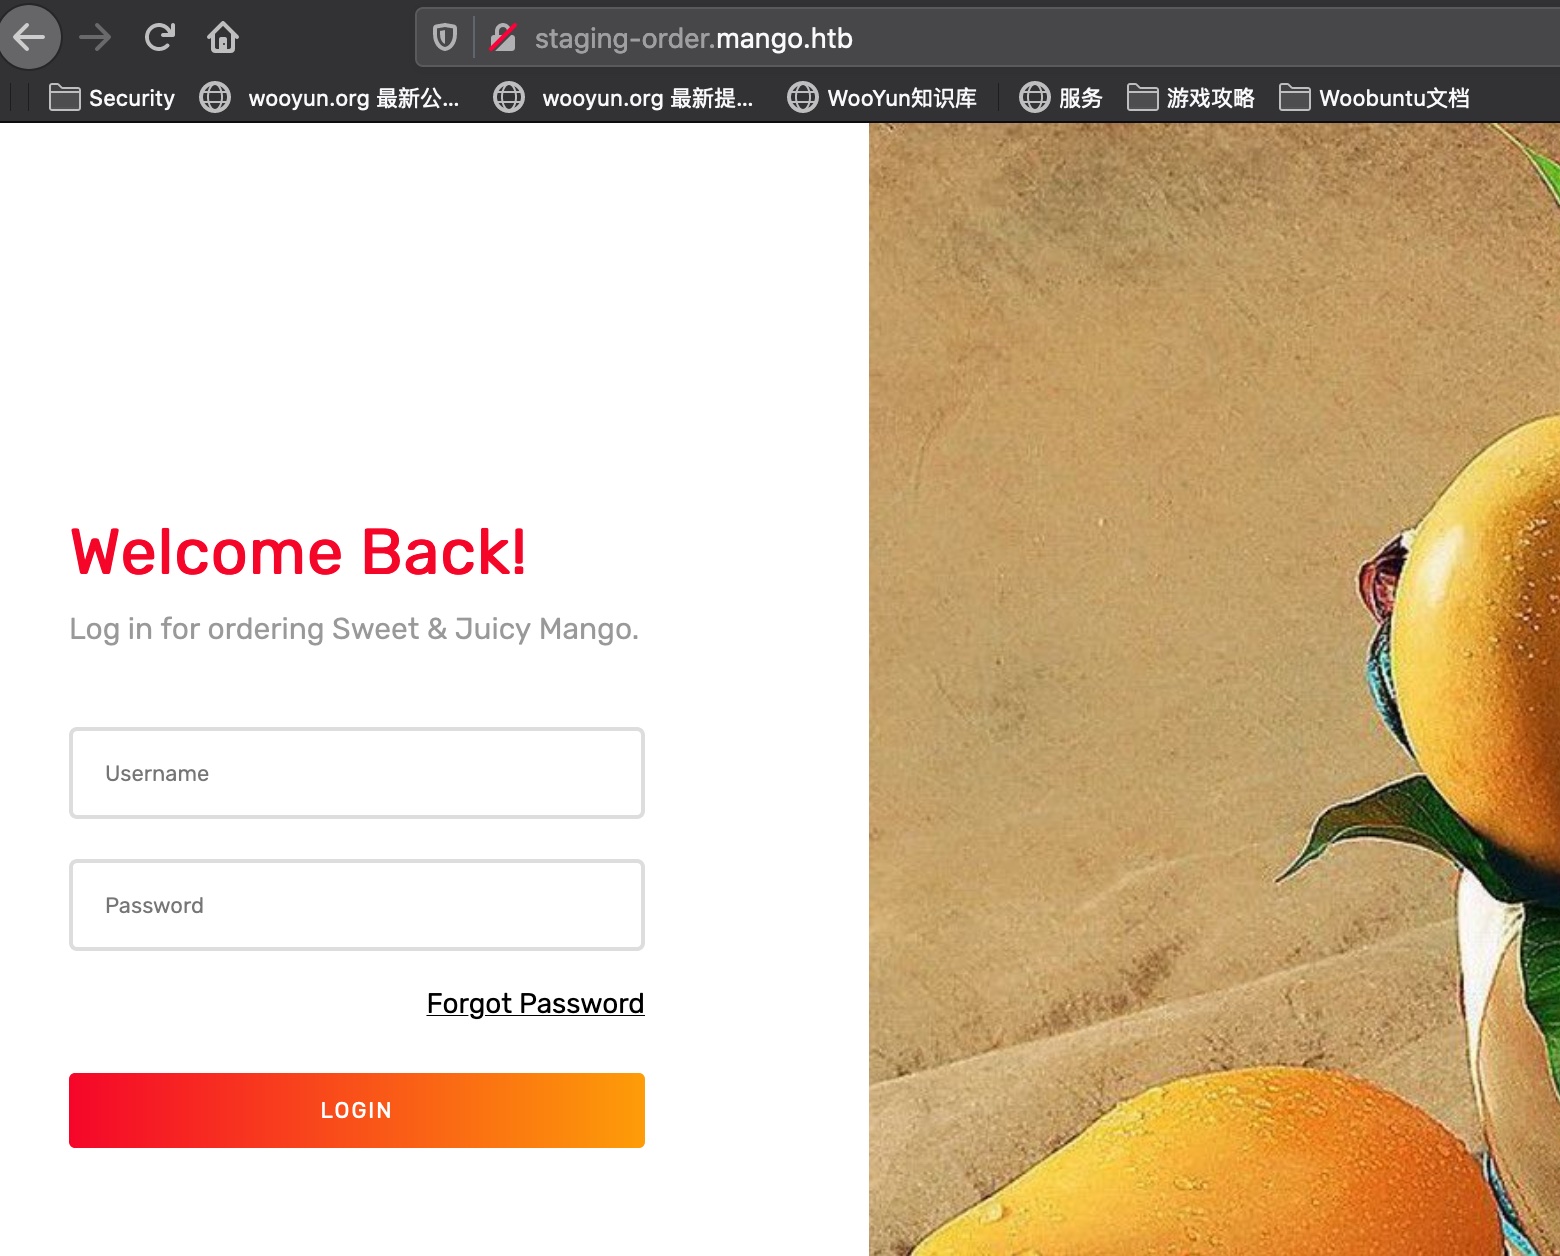 staging-order.mango.htb
Security wooyun.org 最新公... wooyun.org 最新提... WooYun知识库 服务 游戏攻略 Woobuntu文档
Welcome Back!
Log in for ordering Sweet & Juicy Mango.
Username
Password
Forgot Password
LOGIN